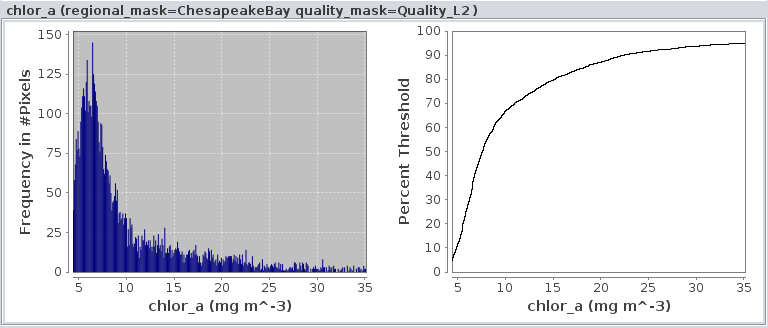 chlor_a (regional_mask=ChesapeakeBay quality_mask=Quality_L2)
Frequency in #Pixels
150
125
100
75
50
25
0
5 10 15 20 25 30 35
chlor_a (mg m^-3)
Percent Threshold
100
90
80
70
60
50
40
30
20
10
0
5 10 15 20 25 30 35
chlor_a (mg m^-3)